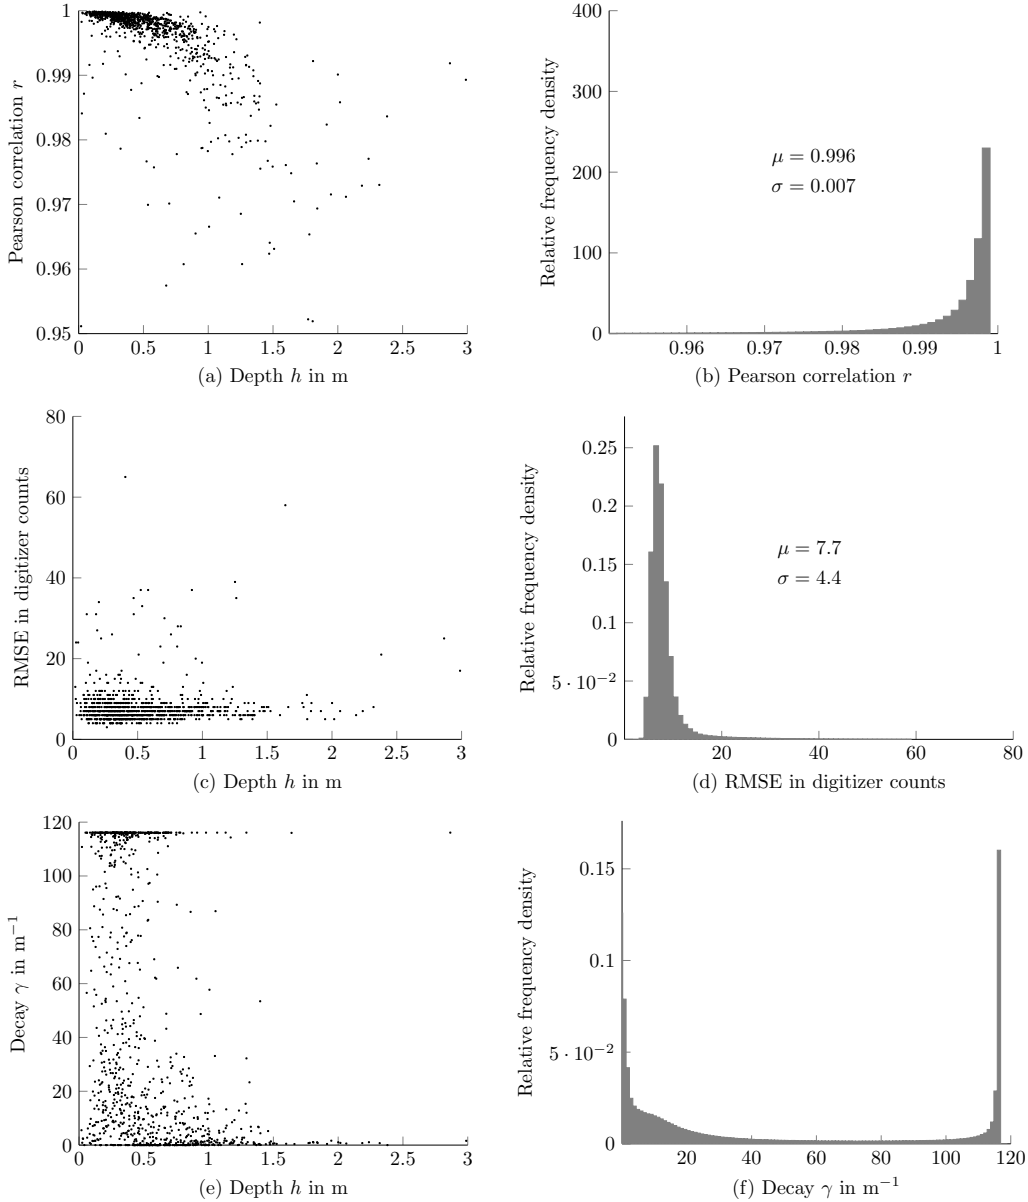 1
0.99
0.98
0.97
0.96
0.95
0 0.5 1 1.5 2 2.5 3
Pearson correlation r
(a) Depth h in m
400
300
200
100
0
0.96 0.97 0.98 0.99 1
Relative frequency density
μ = 0.996
σ = 0.007
(b) Pearson correlation r
80
60
40
20
0
0 0.5 1 1.5 2 2.5 3
RMSE in digitizer counts
(c) Depth h in m
0.25
0.2
0.15
0.1
5 · 10⁻²
0
20 40 60 80
Relative frequency density
μ = 7.7
σ = 4.4
(d) RMSE in digitizer counts
120
100
80
60
40
20
0
0 0.5 1 1.5 2 2.5 3
Decay γ in m⁻¹
(e) Depth h in m
0.15
0.1
5 · 10⁻²
0
20 40 60 80 100 120
Relative frequency density
(f) Decay γ in m⁻¹